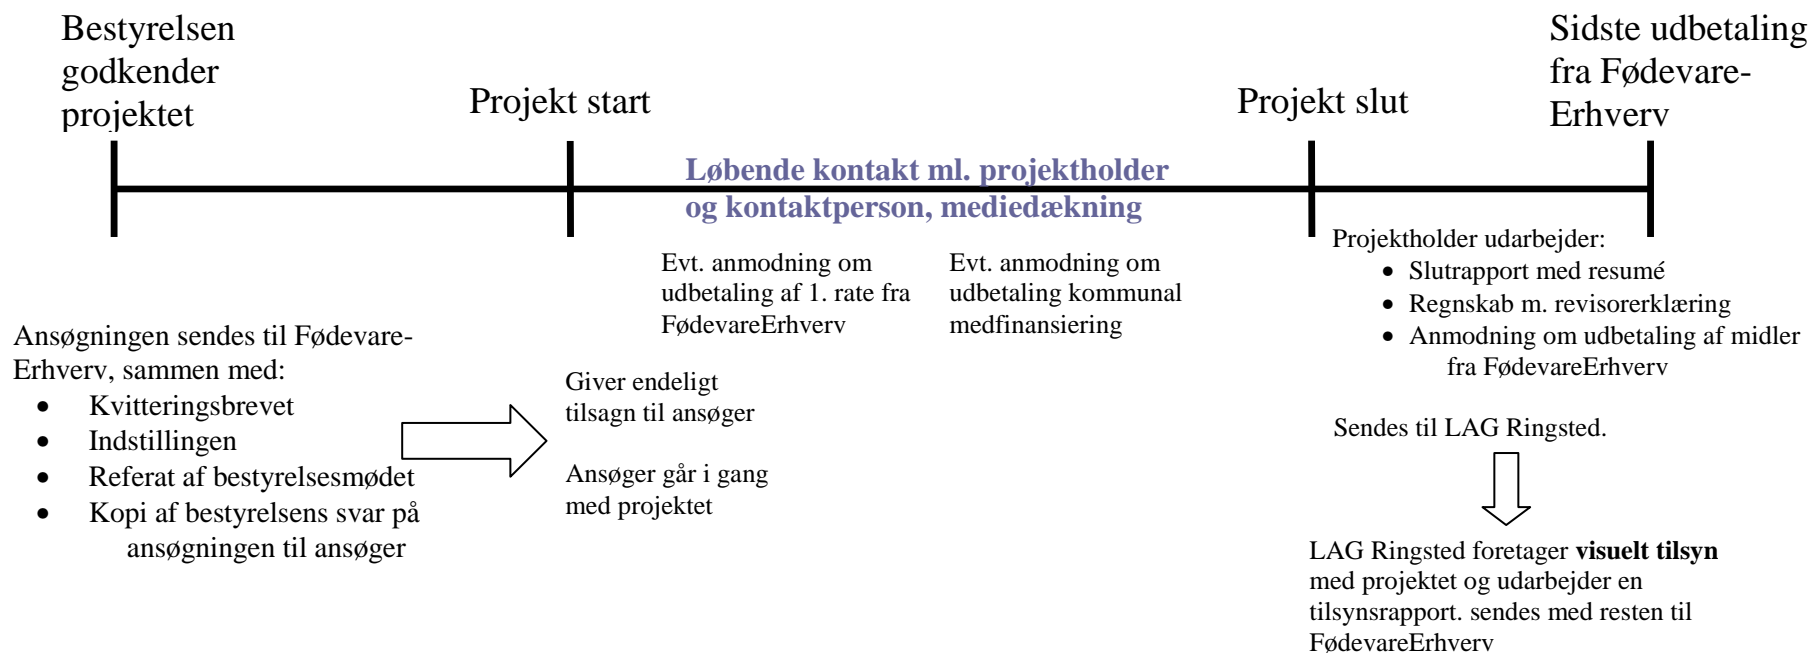 Bestyrelsen
godkender
projektet
Projekt start
Projekt slut
Sidste udbetaling
fra Fødevare-
Erhverv
Løbende kontakt ml. projektholder
og kontaktperson, mediedækning
Ansøgningen sendes til Fødevare-
Erhverv, sammen med:
• Kvitteringsbrevet
• Indstillingen
• Referat af bestyrelsesmødet
• Kopi af bestyrelsens svar på
ansøgningen til ansøger
Giver endeligt
tilsagn til ansøger
Ansøger går i gang
med projektet
Evt. anmodning om
udbetaling af 1. rate fra
FødevareErhverv
Evt. anmodning om
udbetaling kommunal
medfinansiering
Projektholder udarbejder:
• Slutrapport med resumé
• Regnskab m. revisorerklæring
• Anmodning om udbetaling af midler
fra FødevareErhverv
Sendes til LAG Ringsted.
LAG Ringsted foretager visuelt tilsyn
med projektet og udarbejder en
tilsynsrapport. sendes med resten til
FødevareErhverv